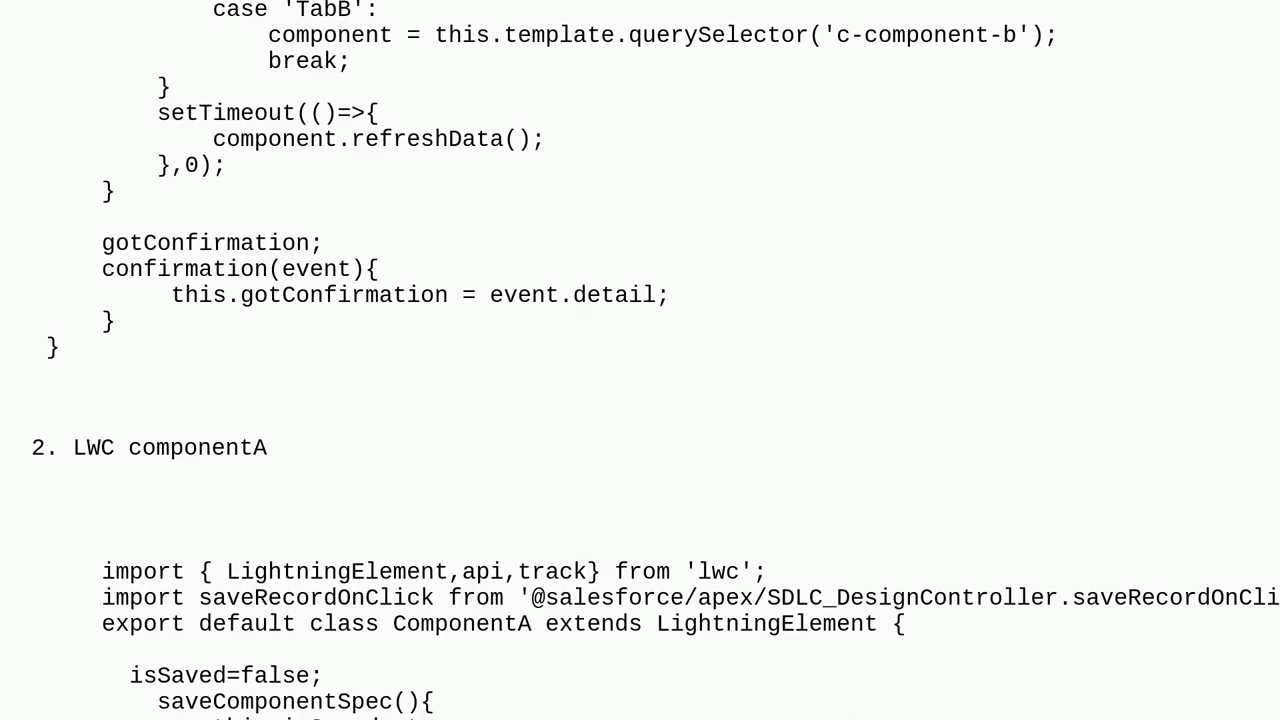 case 'TabB':
component = this.template.querySelector('c-component-b');
break;
}
setTimeout(()=>{
component.refreshData();
},0);
}
gotConfirmation;
confirmation(event){
this.gotConfirmation = event.detail;
}
}
2. LWC componentA
import { LightningElement,api,track} from 'lwc';
import saveRecordOnClick from '@salesforce/apex/SDLC_DesignController.saveRecordOnCli
export default class ComponentA extends LightningElement {
isSaved=false;
saveComponentSpec(){